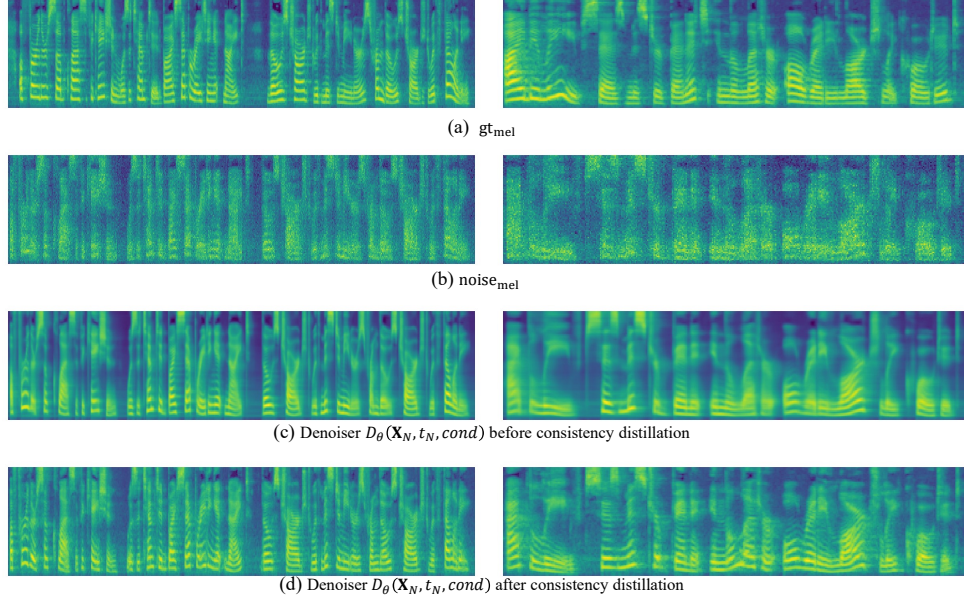 (a) gt_mel
(b) noise_mel
(c) Denoiser D_θ(X_N, t_N, cond) before consistency distillation
(d) Denoiser D_θ(X_N, t_N, cond) after consistency distillation